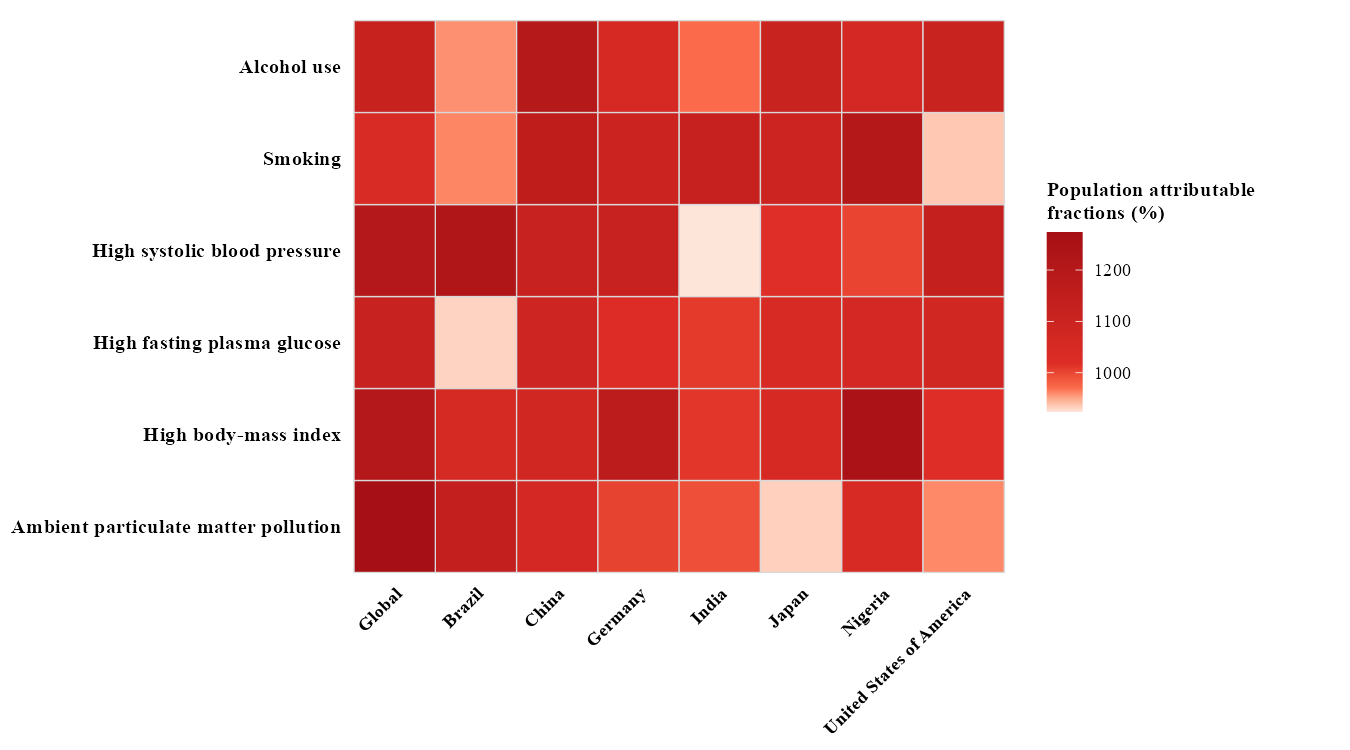 Alcohol use
Smoking
High systolic blood pressure
High fasting plasma glucose
High body-mass index
Ambient particulate matter pollution
Global
Brazil
China
Germany
India
Japan
Nigeria
United States of America
Population attributable
fractions (%)
1200
1100
1000